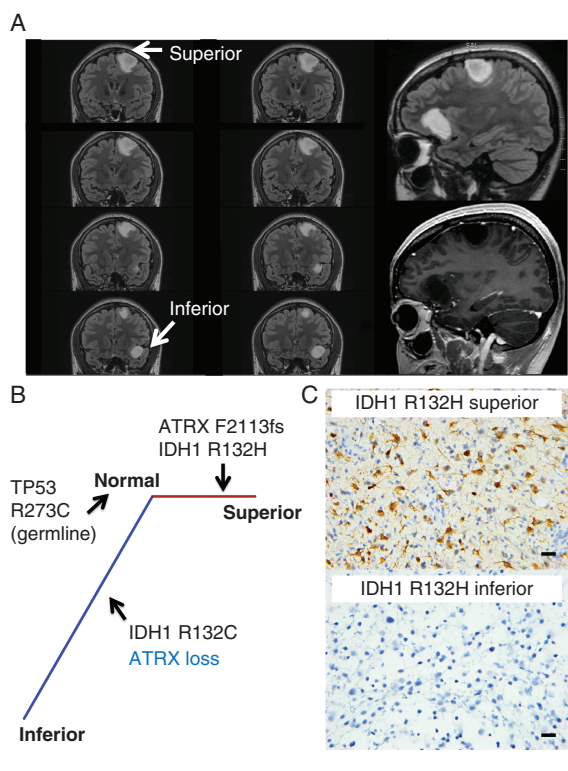 A
Superior
Inferior
B
ATRX F2113fs
IDH1 R132H
TP53
R273C
(germline)
Normal
Superior
IDH1 R132C
ATRX loss
Inferior
C
IDH1 R132H superior
IDH1 R132H inferior